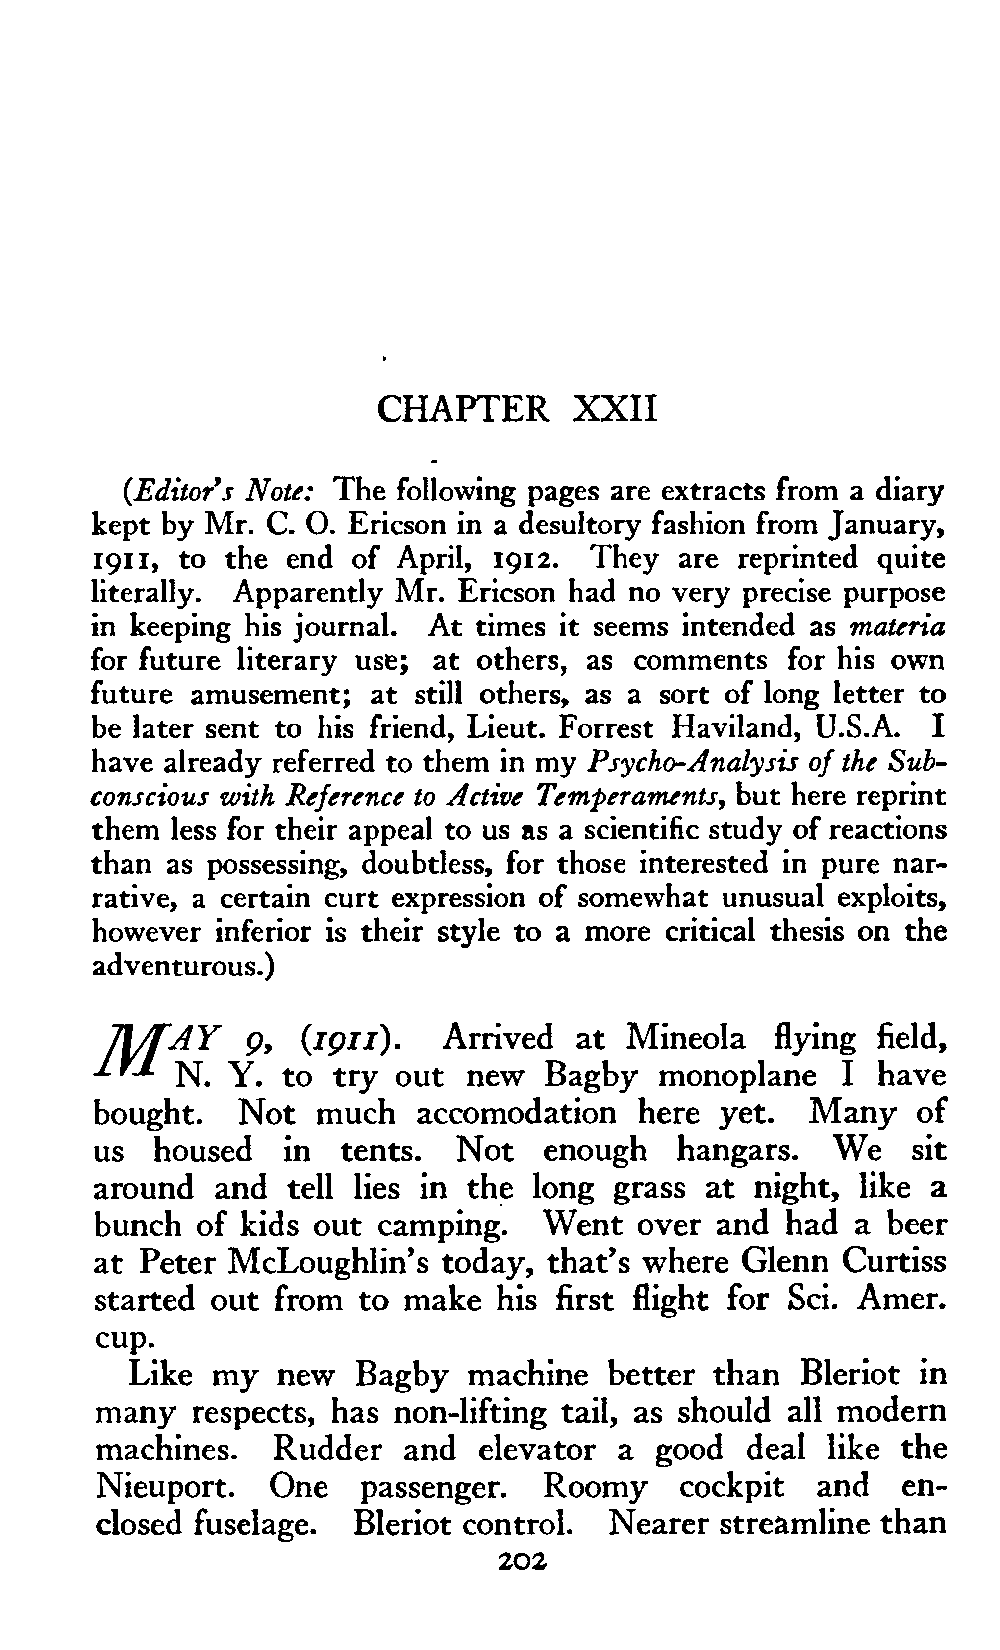 CHAPTER XXII
(Editor's Note: The following pages are extracts from a diary
kept by Mr. C. O. Ericson in a desultory fashion from January,
1911, to the end of April, 1912. They are reprinted quite
literally. Apparently Mr. Ericson had no very precise purpose
in keeping his journal. At times it seems intended as materia
for future literary use; at others, as comments for his own
future amusement; at still others, as a sort of long letter to
be later sent to his friend, Lieut. Forrest Haviland, U.S.A. I
have already referred to them in my Psycho-Analysis of the Sub-
conscious with Reference to Active Temperaments, but here reprint
them less for their appeal to us as a scientific study of reactions
than as possessing, doubtless, for those interested in pure nar-
rative, a certain curt expression of somewhat unusual exploits,
however inferior is their style to a more critical thesis on the
adventurous.)
MAY 9, (1911). Arrived at Mineola flying field,
N. Y. to try out new Bagby monoplane I have
bought. Not much accomodation here yet. Many of
us housed in tents. Not enough hangars. We sit
around and tell lies in the long grass at night, like a
bunch of kids out camping. Went over and had a beer
at Peter McLoughlin's today, that's where Glenn Curtiss
started out from to make his first flight for Sci. Amer.
cup.
Like my new Bagby machine better than Bleriot in
many respects, has non-lifting tail, as should all modern
machines. Rudder and elevator a good deal like the
Nieuport. One passenger. Roomy cockpit and en-
closed fuselage. Bleriot control. Nearer streamline than
202